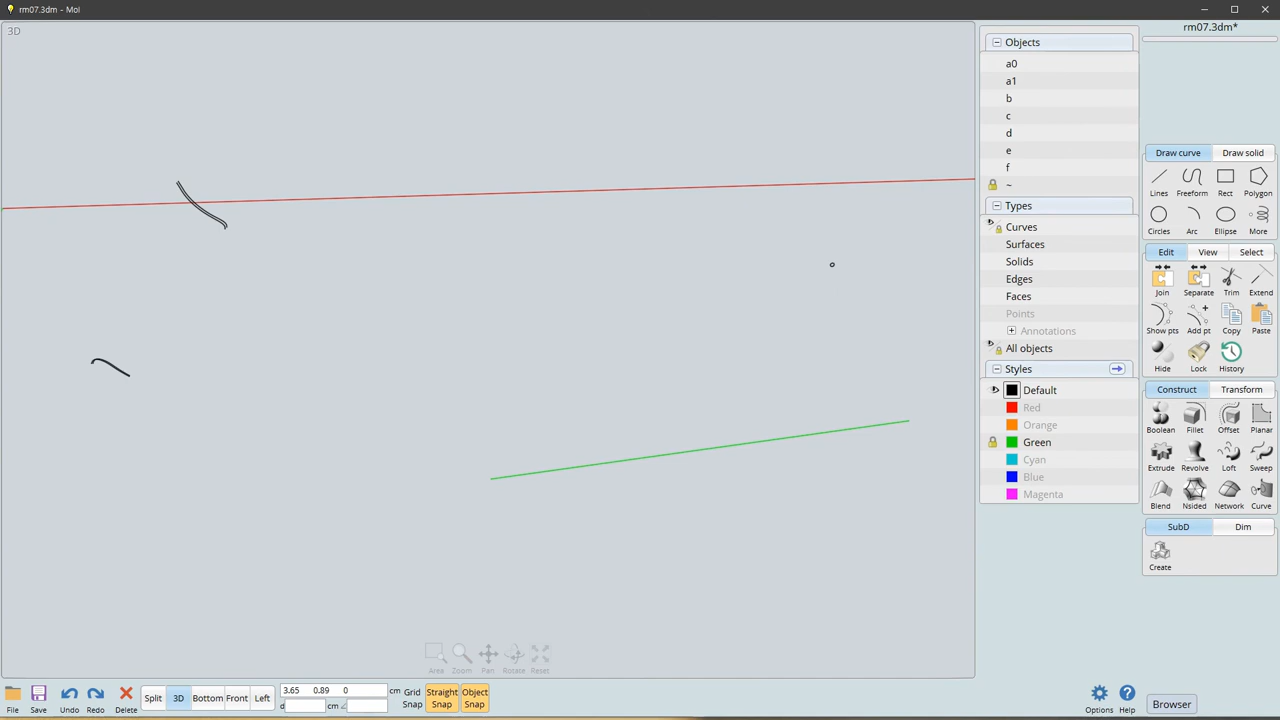 rm07.3dm - MoI
3D
rm07.3dm*
Objects
a0
a1
b
c
d
e
f
~
Types
Curves
Surfaces
Solids
Edges
Faces
Points
Annotations
All objects
Styles
Default
Red
Orange
Green
Cyan
Blue
Magenta
Draw curve Draw solid
Lines Freeform Rect Polygon
Circles Arc Ellipse More
Edit View Select
Join Separate Trim Extend
Show pts Add pt Copy Paste
Hide Lock History
Construct Transform
Boolean Fillet Offset Planar
Extrude Revolve Loft Sweep
Blend Nsided Network Curve
SubD Dim
Create
Area Zoom Pan Rotate Reset
File Save Undo Redo Delete
Split 3D Bottom Front Left
3.65 0.89 0 cm
d cm
Grid Snap
Straight Snap
Object Snap
Options Help
Browser